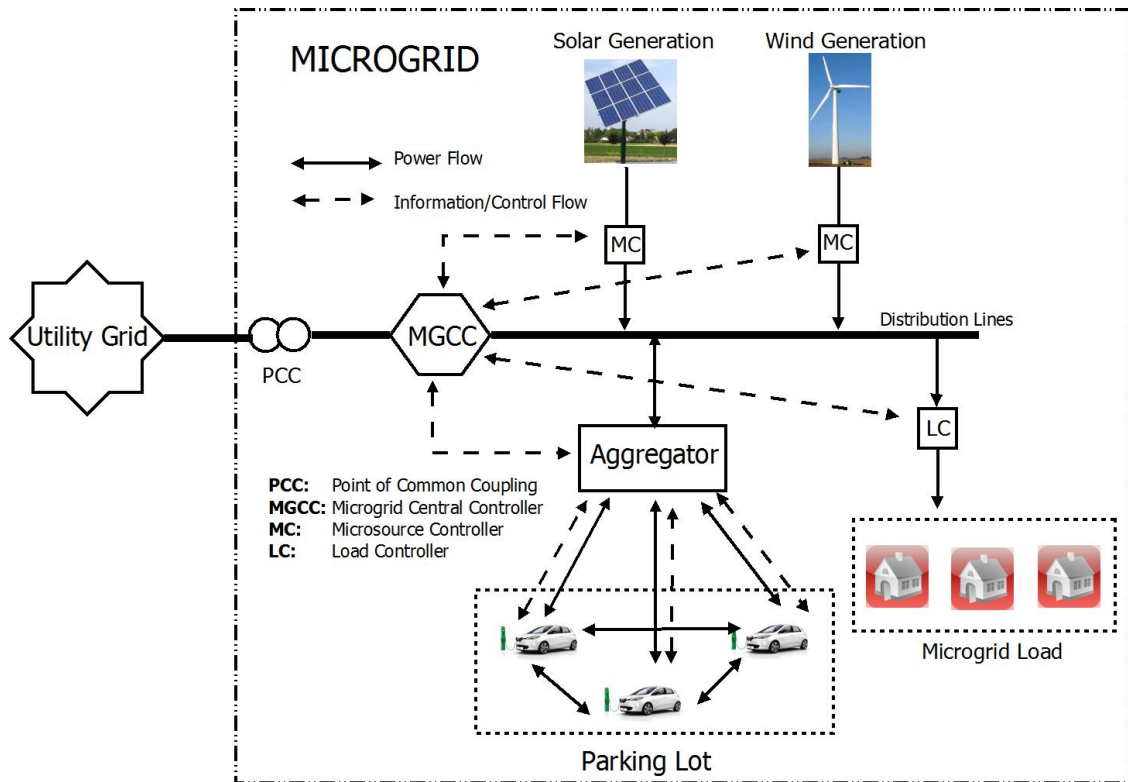 MICROGRID
Solar Generation
Wind Generation
Power Flow
Information/Control Flow
MC
MC
Utility Grid
PCC
MGCC
Distribution Lines
LC
Aggregator
PCC: Point of Common Coupling
MGCC: Microgrid Central Controller
MC: Microsource Controller
LC: Load Controller
Microgrid Load
Parking Lot